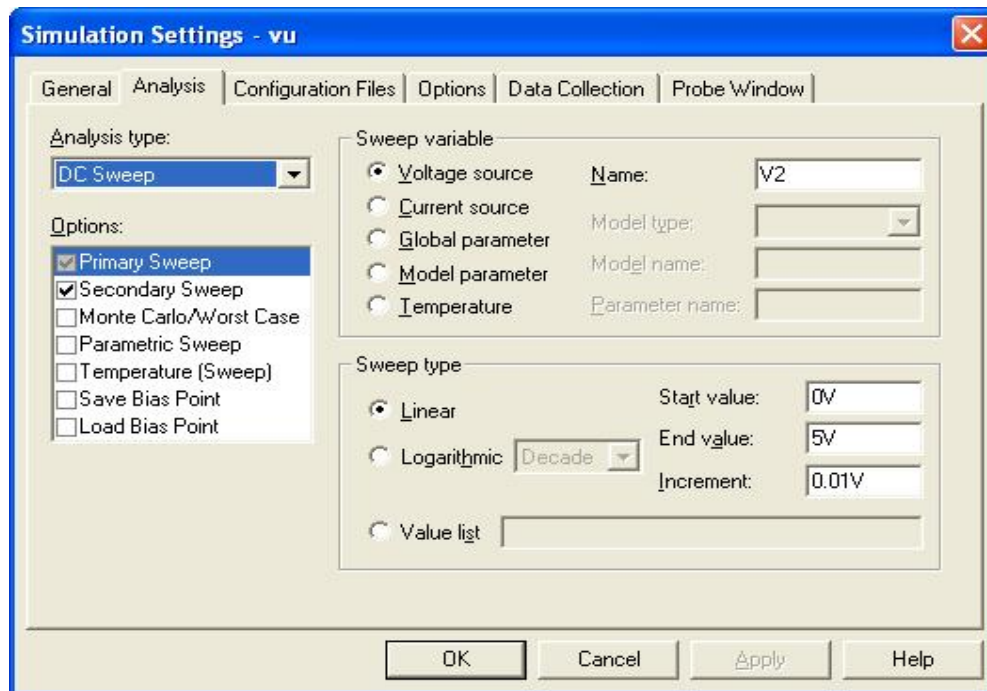 Simulation Settings - vu
General Analysis Configuration Files Options Data Collection Probe Window
Analysis type:
DC Sweep
Options:
Primary Sweep
Secondary Sweep
Monte Carlo/Worst Case
Parametric Sweep
Temperature (Sweep)
Save Bias Point
Load Bias Point
Sweep variable
Voltage source Name: V2
Current source
Model type:
Global parameter
Model name:
Model parameter
Temperature Parameter name:
Sweep type
Start value: 0V
Linear
End value: 5V
Logarithmic Decade
Increment: 0.01V
Value list
OK Cancel Apply Help